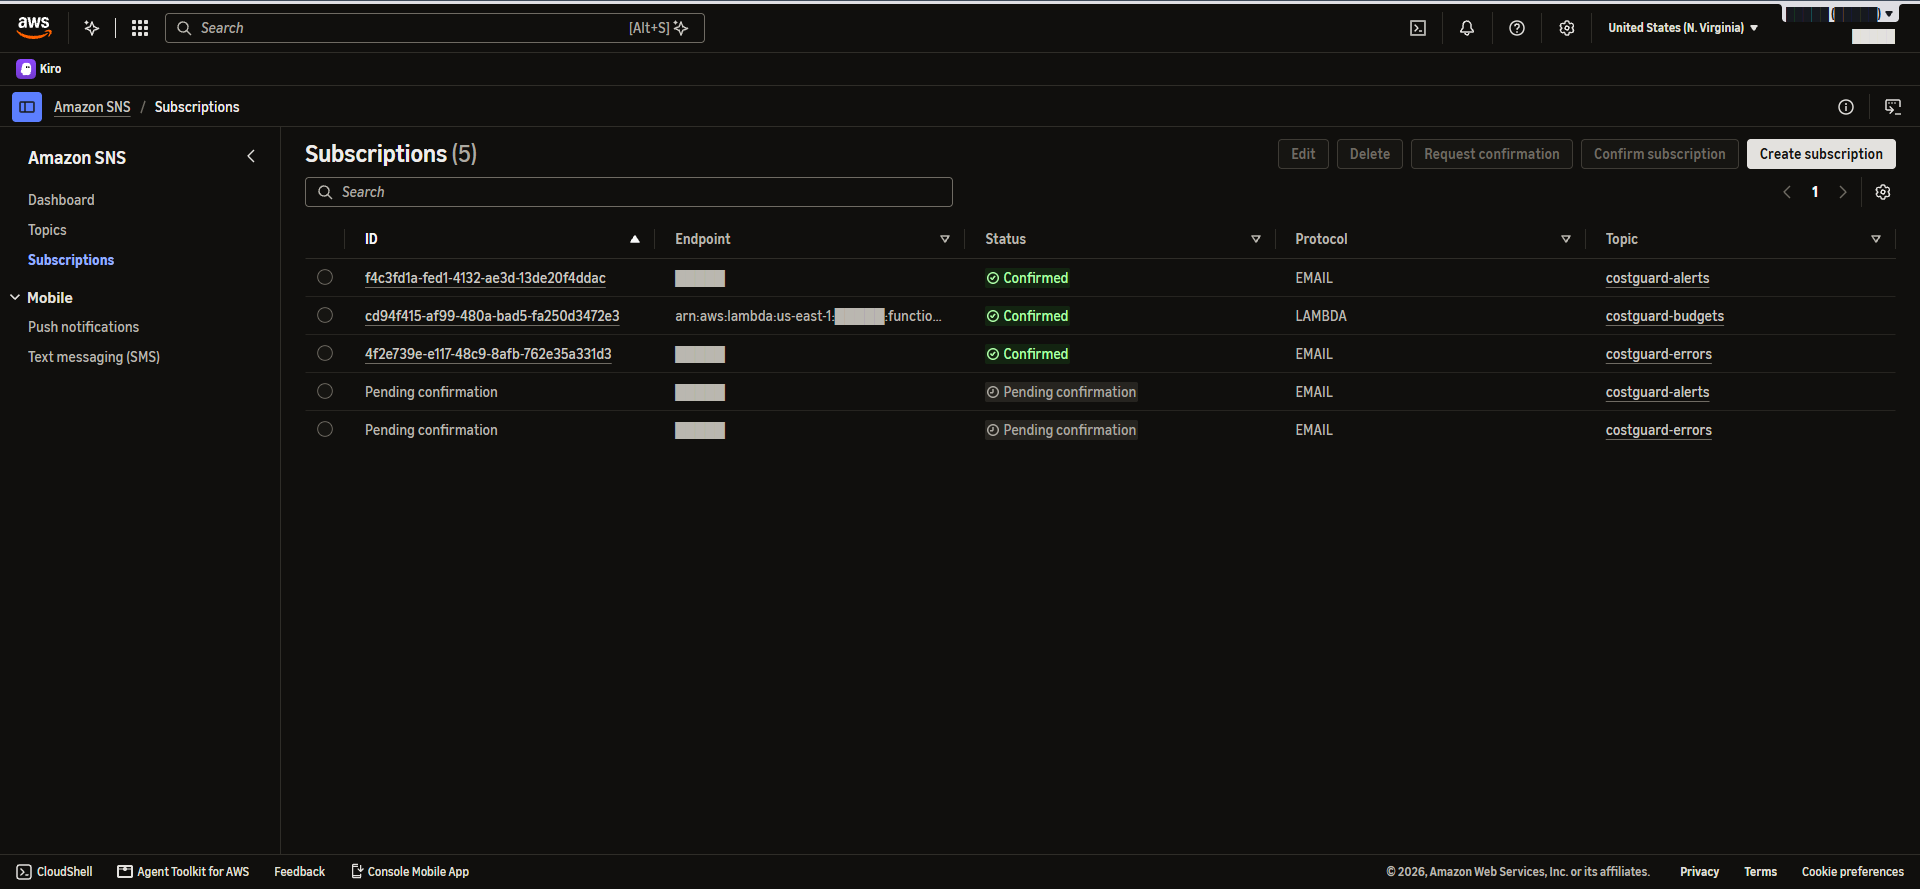 aws
Search [Alt+S]
United States (N. Virginia)
Kiro
Amazon SNS / Subscriptions
Amazon SNS
Dashboard
Topics
Subscriptions
Mobile
Push notifications
Text messaging (SMS)
Subscriptions (5)
Edit Delete Request confirmation Confirm subscription Create subscription
Search
1
ID Endpoint Status Protocol Topic
f4c3fd1a-fed1-4132-ae3d-13de20f4ddac Confirmed EMAIL costguard-alerts
cd94f415-af99-480a-bad5-fa250d3472e3 arn:aws:lambda:us-east-1: :functio... Confirmed LAMBDA costguard-budgets
4f2e739e-e117-48c9-8afb-762e35a331d3 Confirmed EMAIL costguard-errors
Pending confirmation Pending confirmation EMAIL costguard-alerts
Pending confirmation Pending confirmation EMAIL costguard-errors
CloudShell Agent Toolkit for AWS Feedback Console Mobile App
© 2026, Amazon Web Services, Inc. or its affiliates. Privacy Terms Cookie preferences